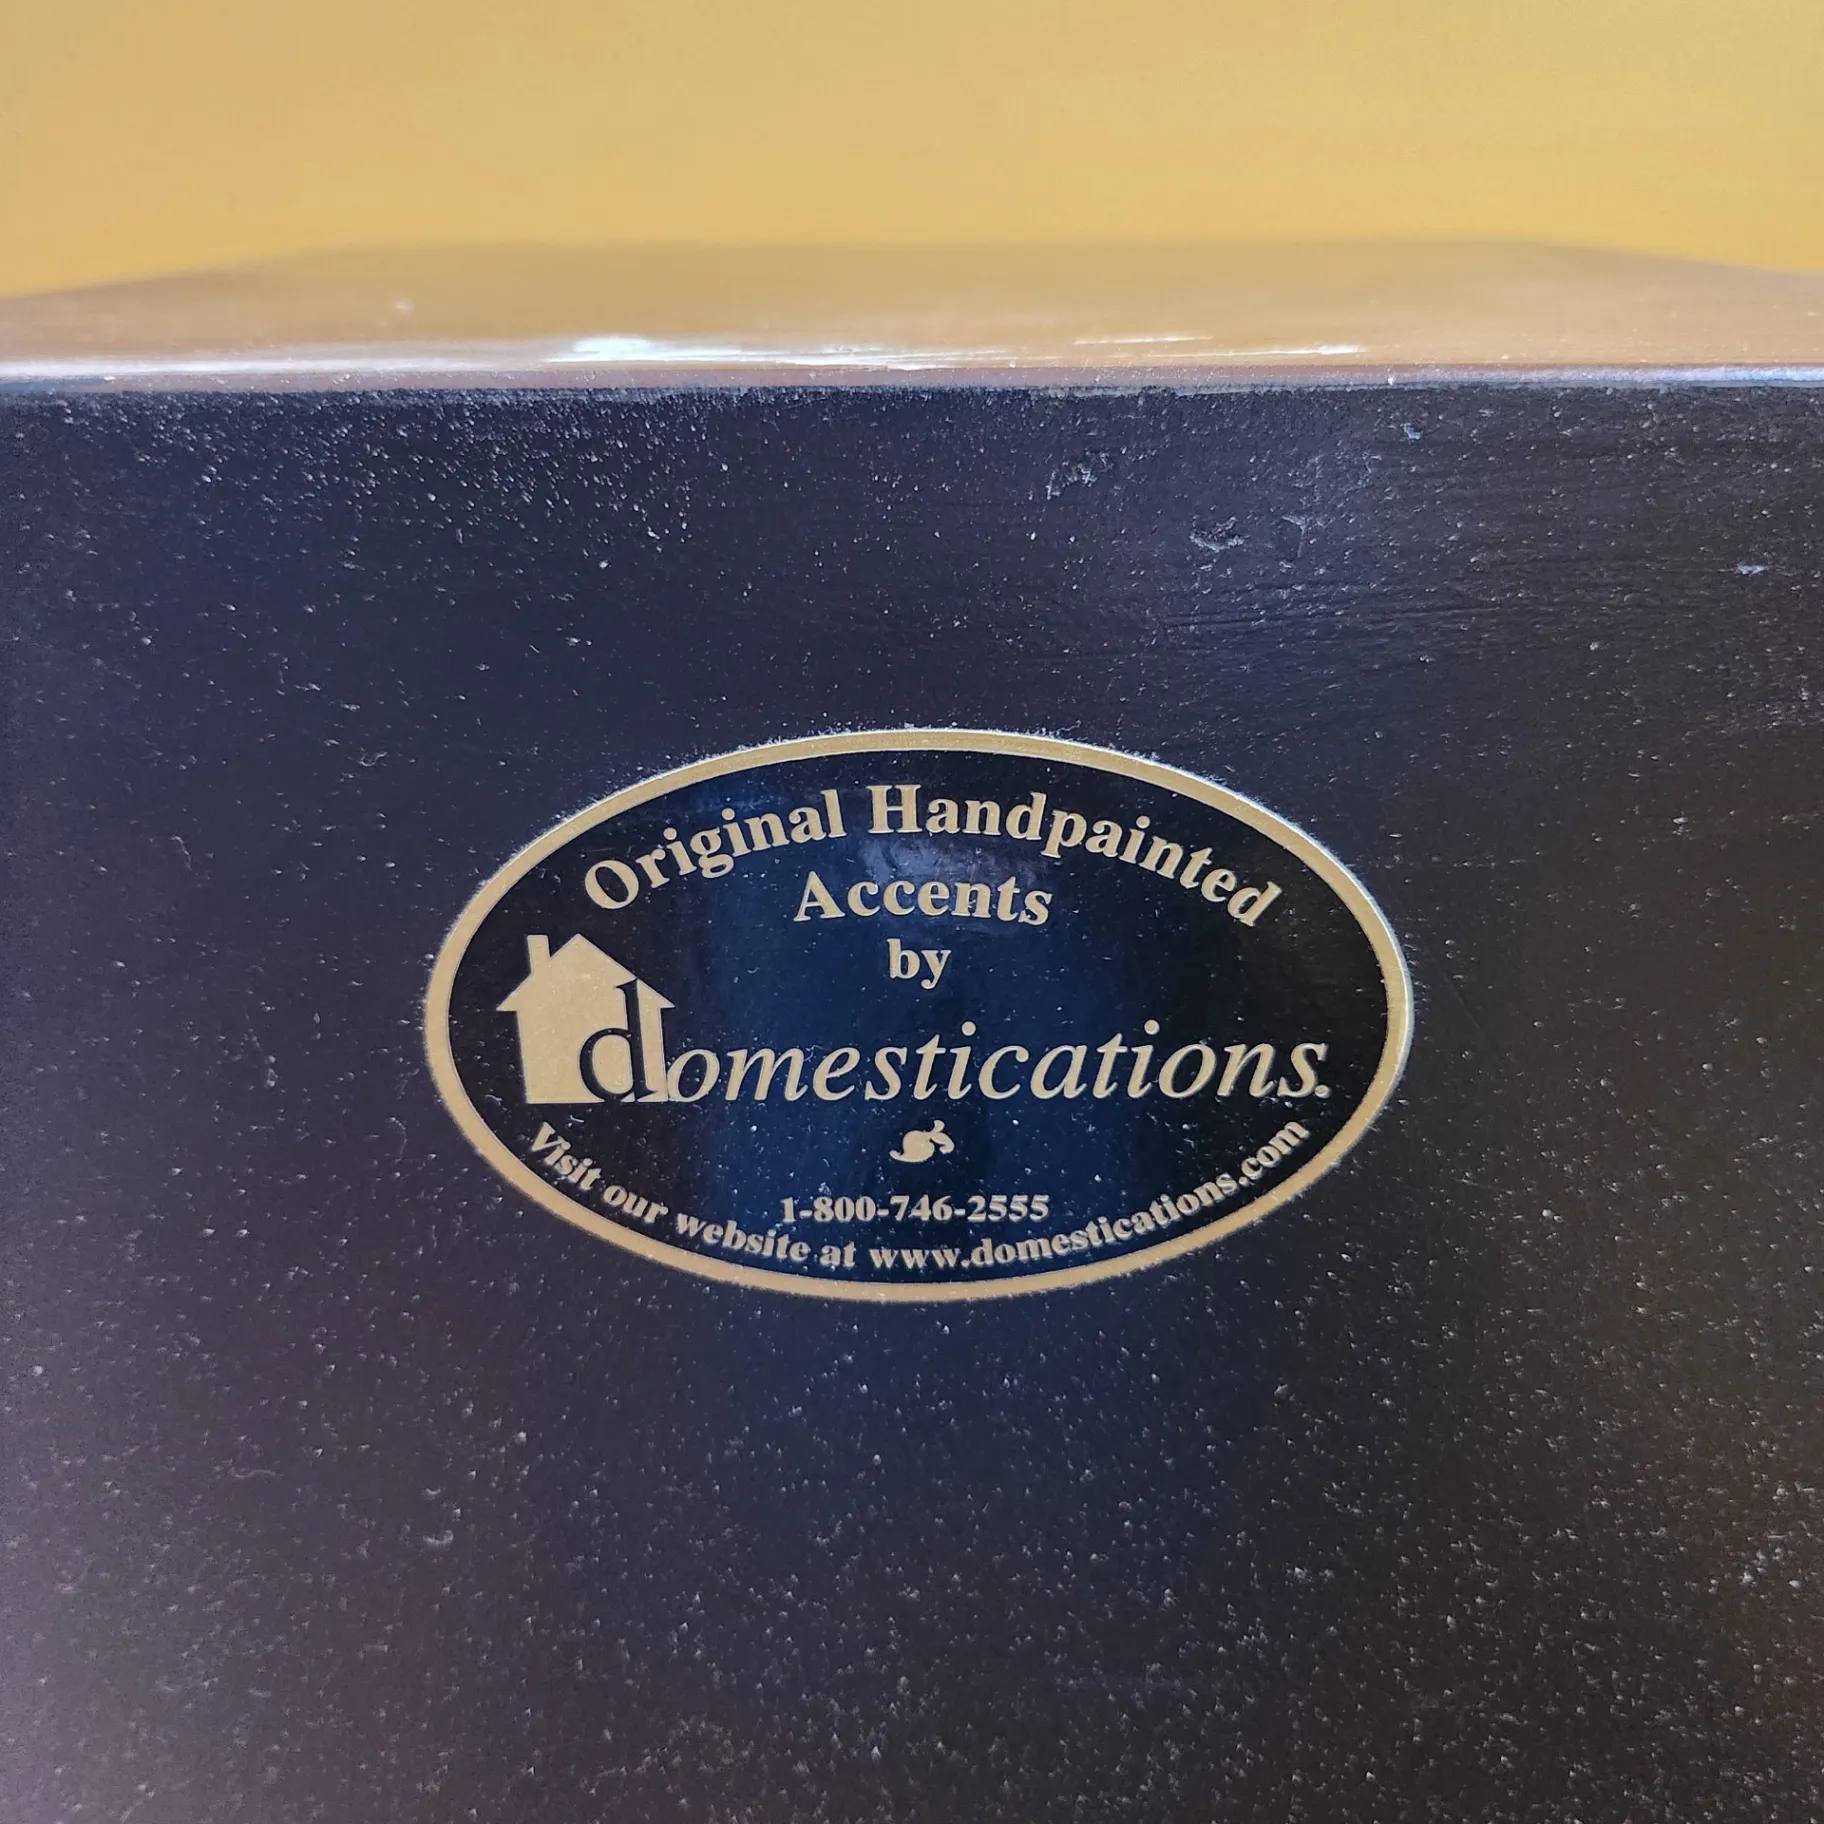 Original Handpainted
Accents
by
domestications.
1-800-746-2555
Visit our website at www.domestications.com